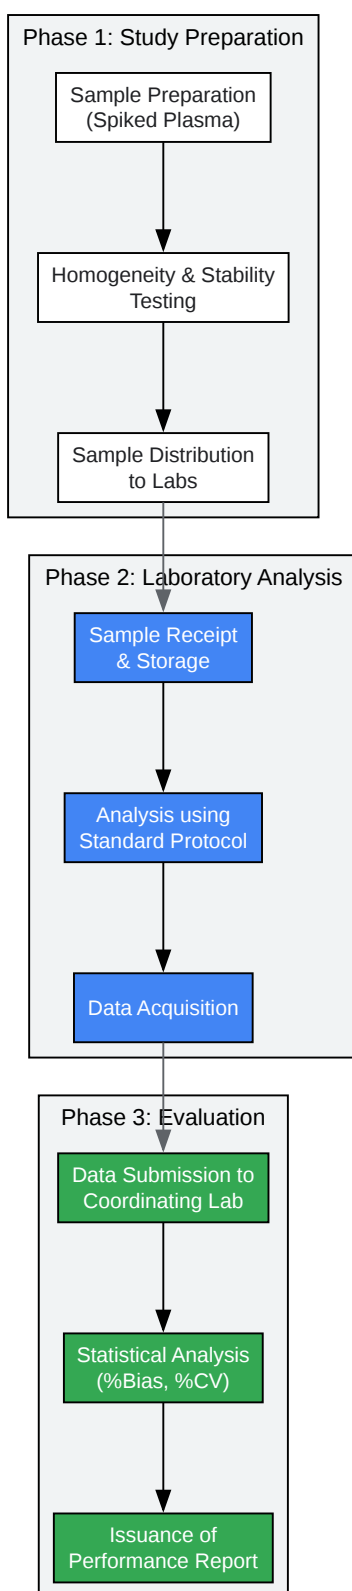 Phase 1: Study Preparation
Sample Preparation
(Spiked Plasma)
Homogeneity & Stability
Testing
Sample Distribution
to Labs
Phase 2: Laboratory Analysis
Sample Receipt
& Storage
Analysis using
Standard Protocol
Data Acquisition
Phase 3: Evaluation
Data Submission to
Coordinating Lab
Statistical Analysis
(%Bias, %CV)
Issuance of
Performance Report